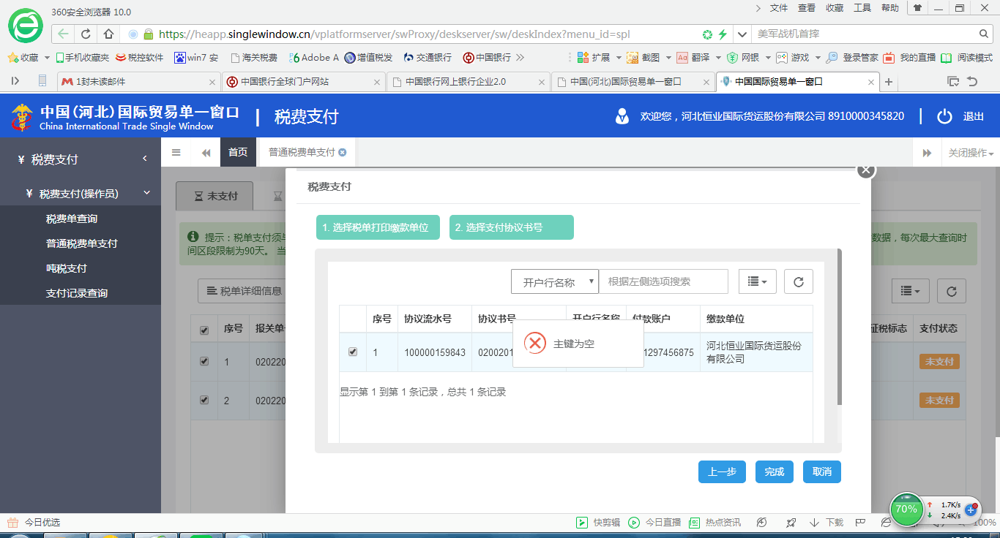 360安全浏览器 10.0
文件 查看 收藏 工具 帮助
https://heapp.singlewindow.cn/vplatformserver/swProxy/deskserver/sw/deskIndex?menu_id=spl
美军战机首摔
收藏 手机收藏夹 税控软件 win7 安 海关税费 Adobe A 增值税发 交通银行 中国银行 扩展 截图 翻译 网银 游戏 登录管家 我的直播 阅读模式
1封未读邮件 中国银行全球门户网站 中国银行网上银行企业2.0 中国(河北)国际贸易单一窗口 中国国际贸易单一窗口
中国(河北)国际贸易单一窗口 | 税费支付
China International Trade Single Window
欢迎您，河北恒业国际货运股份有限公司 8910000345820 | 退出
¥ 税费支付
首页 普通税费单支付 关闭操作
¥ 税费支付(操作员)
税费单查询
普通税费单支付
吨税支付
支付记录查询
未支付
提示：税单支付须与
数据，每次最大查询时
间区段限制为90天。 当
税单详细信息
序号 报关单
征税标志 支付状态
1 020220
未支付
2 020220
未支付
税费支付
1. 选择税单打印缴款单位 2. 选择支付协议书号
开户行名称 根据左侧选项搜索
序号 协议流水号 协议书号 开户行名称 付款账户 缴款单位
1 100000159843 020020 1297456875 河北恒业国际货运股份
有限公司
主键为空
显示第 1 到第 1 条记录，总共 1 条记录
上一步 完成 取消
70% 1.7K/s
2.4K/s
今日优选 快剪辑 今日直播 热点资讯 下载 100%